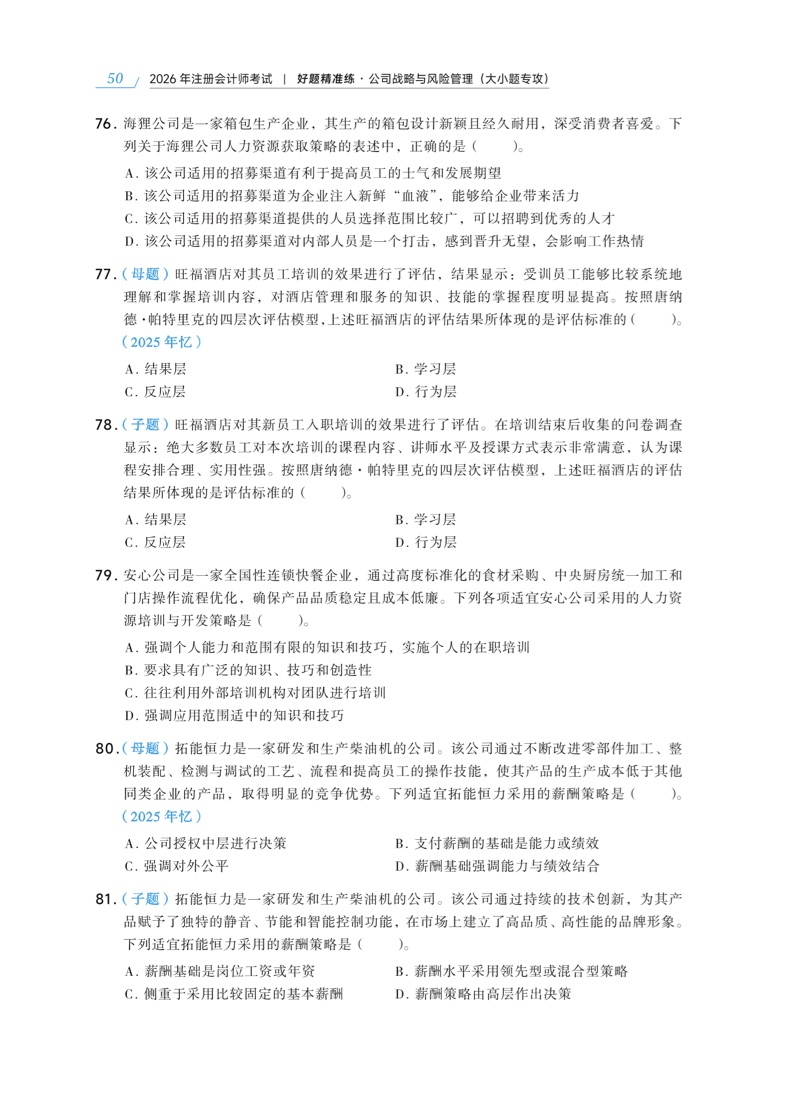 50 2026 年注册会计师考试 | 好题精准练·公司战略与风险管理（大小题专攻）
76. 海狸公司是一家箱包生产企业，其生产的箱包设计新颖且经久耐用，深受消费者喜爱。下
列关于海狸公司人力资源获取策略的表述中，正确的是（　　）。
A. 该公司适用的招募渠道有利于提高员工的士气和发展期望
B. 该公司适用的招募渠道为企业注入新鲜“血液”，能够给企业带来活力
C. 该公司适用的招募渠道提供的人员选择范围比较广，可以招聘到优秀的人才
D. 该公司适用的招募渠道对内部人员是一个打击，感到晋升无望，会影响工作热情
77.（母题）旺福酒店对其员工培训的效果进行了评估，结果显示：受训员工能够比较系统地
理解和掌握培训内容，对酒店管理和服务的知识、技能的掌握程度明显提高。按照唐纳
德·帕特里克的四层次评估模型，上述旺福酒店的评估结果所体现的是评估标准的（　　）。
（2025 年忆）
A. 结果层 B. 学习层
C. 反应层 D. 行为层
78.（子题）旺福酒店对其新员工入职培训的效果进行了评估。在培训结束后收集的问卷调查
显示：绝大多数员工对本次培训的课程内容、讲师水平及授课方式表示非常满意，认为课
程安排合理、实用性强。按照唐纳德·帕特里克的四层次评估模型，上述旺福酒店的评估
结果所体现的是评估标准的（　　）。
A. 结果层 B. 学习层
C. 反应层 D. 行为层
79. 安心公司是一家全国性连锁快餐企业，通过高度标准化的食材采购、中央厨房统一加工和
门店操作流程优化，确保产品品质稳定且成本低廉。下列各项适宜安心公司采用的人力资
源培训与开发策略是（　　）。
A. 强调个人能力和范围有限的知识和技巧，实施个人的在职培训
B. 要求具有广泛的知识、技巧和创造性
C. 往往利用外部培训机构对团队进行培训
D. 强调应用范围适中的知识和技巧
80.（母题）拓能恒力是一家研发和生产柴油机的公司。该公司通过不断改进零部件加工、整
机装配、检测与调试的工艺、流程和提高员工的操作技能，使其产品的生产成本低于其他
同类企业的产品，取得明显的竞争优势。下列适宜拓能恒力采用的薪酬策略是（　　）。
（2025 年忆）
A. 公司授权中层进行决策 B. 支付薪酬的基础是能力或绩效
C. 强调对外公平 D. 薪酬基础强调能力与绩效结合
81.（子题）拓能恒力是一家研发和生产柴油机的公司。该公司通过持续的技术创新，为其产
品赋予了独特的静音、节能和智能控制功能，在市场上建立了高品质、高性能的品牌形象。
下列适宜拓能恒力采用的薪酬策略是（　　）。
A. 薪酬基础是岗位工资或年资 B. 薪酬水平采用领先型或混合型策略
C. 侧重于采用比较固定的基本薪酬 D. 薪酬策略由高层作出决策